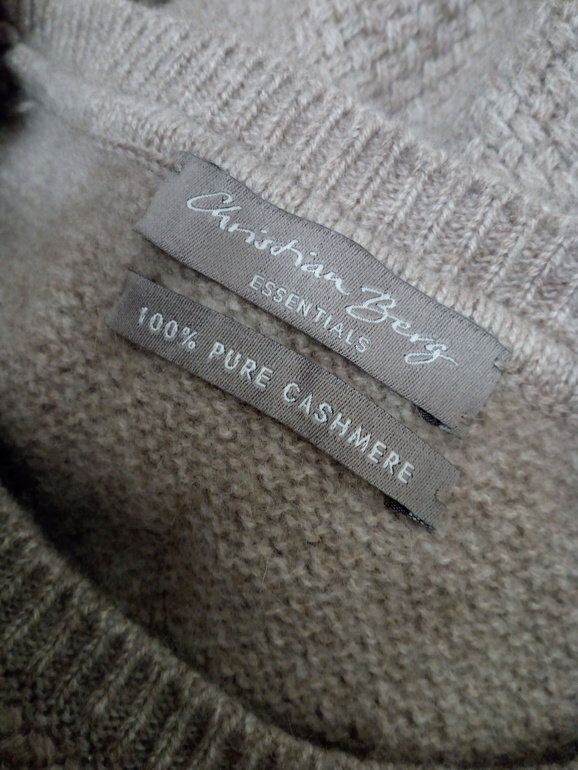 Christian Berg
ESSENTIALS
100% PURE CASHMERE